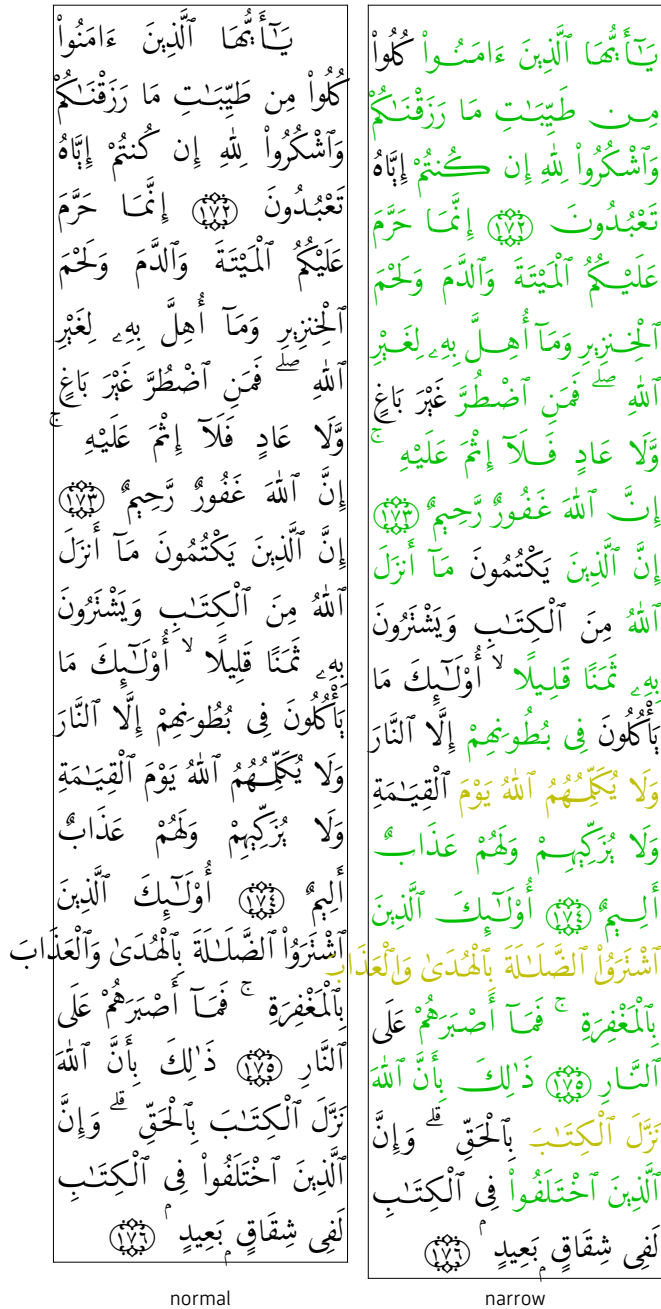 يَٰٓأَيُّهَا ٱلَّذِينَ ءَامَنُوا۟
كُلُوا۟ مِن طَيِّبَٰتِ مَا رَزَقْنَٰكُمْ
وَٱشْكُرُوا۟ لِلَّهِ إِن كُنتُمْ إِيَّاهُ
تَعْبُدُونَ ١٧٢ إِنَّمَا حَرَّمَ
عَلَيْكُمُ ٱلْمَيْتَةَ وَٱلدَّمَ وَلَحْمَ
ٱلْخِنزِيرِ وَمَآ أُهِلَّ بِهِۦ لِغَيْرِ
ٱللَّهِ ۖ فَمَنِ ٱضْطُرَّ غَيْرَ بَاغٍ
وَّلَا عَادٍ فَلَآ إِثْمَ عَلَيْهِ ۚ
إِنَّ ٱللَّهَ غَفُورٌ رَّحِيمٌ ١٧٣
إِنَّ ٱلَّذِينَ يَكْتُمُونَ مَآ أَنزَلَ
ٱللَّهُ مِنَ ٱلْكِتَٰبِ وَيَشْتَرُونَ
بِهِۦ ثَمَنًا قَلِيلًا ۙ أُو۟لَٰٓئِكَ مَا
يَأْكُلُونَ فِى بُطُونِهِمْ إِلَّا ٱلنَّارَ
وَلَا يُكَلِّمُهُمُ ٱللَّهُ يَوْمَ ٱلْقِيَٰمَةِ
وَلَا يُزَكِّيهِمْ وَلَهُمْ عَذَابٌ
أَلِيمٌ ١٧٤ أُو۟لَٰٓئِكَ ٱلَّذِينَ
ٱشْتَرَوُا۟ ٱلضَّلَٰلَةَ بِٱلْهُدَىٰ وَٱلْعَذَابَ
بِٱلْمَغْفِرَةِ ۚ فَمَآ أَصْبَرَهُمْ عَلَى
ٱلنَّارِ ١٧٥ ذَٰلِكَ بِأَنَّ ٱللَّهَ
نَزَّلَ ٱلْكِتَٰبَ بِٱلْحَقِّ ۗ وَإِنَّ
ٱلَّذِينَ ٱخْتَلَفُوا۟ فِى ٱلْكِتَٰبِ
لَفِى شِقَاقٍۭ بَعِيدٍ ١٧٦
normal
يَٰٓأَيُّهَا ٱلَّذِينَ ءَامَنُوا۟ كُلُوا۟
مِن طَيِّبَٰتِ مَا رَزَقْنَٰكُمْ
وَٱشْكُرُوا۟ لِلَّهِ إِن كُنتُمْ إِيَّاهُ
تَعْبُدُونَ ١٧٢ إِنَّمَا حَرَّمَ
عَلَيْكُمُ ٱلْمَيْتَةَ وَٱلدَّمَ وَلَحْمَ
ٱلْخِنزِيرِ وَمَآ أُهِلَّ بِهِۦ لِغَيْرِ
ٱللَّهِ ۖ فَمَنِ ٱضْطُرَّ غَيْرَ بَاغٍ
وَّلَا عَادٍ فَلَآ إِثْمَ عَلَيْهِ ۚ
إِنَّ ٱللَّهَ غَفُورٌ رَّحِيمٌ ١٧٣
إِنَّ ٱلَّذِينَ يَكْتُمُونَ مَآ أَنزَلَ
ٱللَّهُ مِنَ ٱلْكِتَٰبِ وَيَشْتَرُونَ
بِهِۦ ثَمَنًا قَلِيلًا ۙ أُو۟لَٰٓئِكَ مَا
يَأْكُلُونَ فِى بُطُونِهِمْ إِلَّا ٱلنَّارَ
وَلَا يُكَلِّمُهُمُ ٱللَّهُ يَوْمَ ٱلْقِيَٰمَةِ
وَلَا يُزَكِّيهِمْ وَلَهُمْ عَذَابٌ
أَلِيمٌ ١٧٤ أُو۟لَٰٓئِكَ ٱلَّذِينَ
ٱشْتَرَوُا۟ ٱلضَّلَٰلَةَ بِٱلْهُدَىٰ وَٱلْعَذَابَ
بِٱلْمَغْفِرَةِ ۚ فَمَآ أَصْبَرَهُمْ عَلَى
ٱلنَّارِ ١٧٥ ذَٰلِكَ بِأَنَّ ٱللَّهَ
نَزَّلَ ٱلْكِتَٰبَ بِٱلْحَقِّ ۗ وَإِنَّ
ٱلَّذِينَ ٱخْتَلَفُوا۟ فِى ٱلْكِتَٰبِ
لَفِى شِقَاقٍۭ بَعِيدٍ ١٧٦
narrow